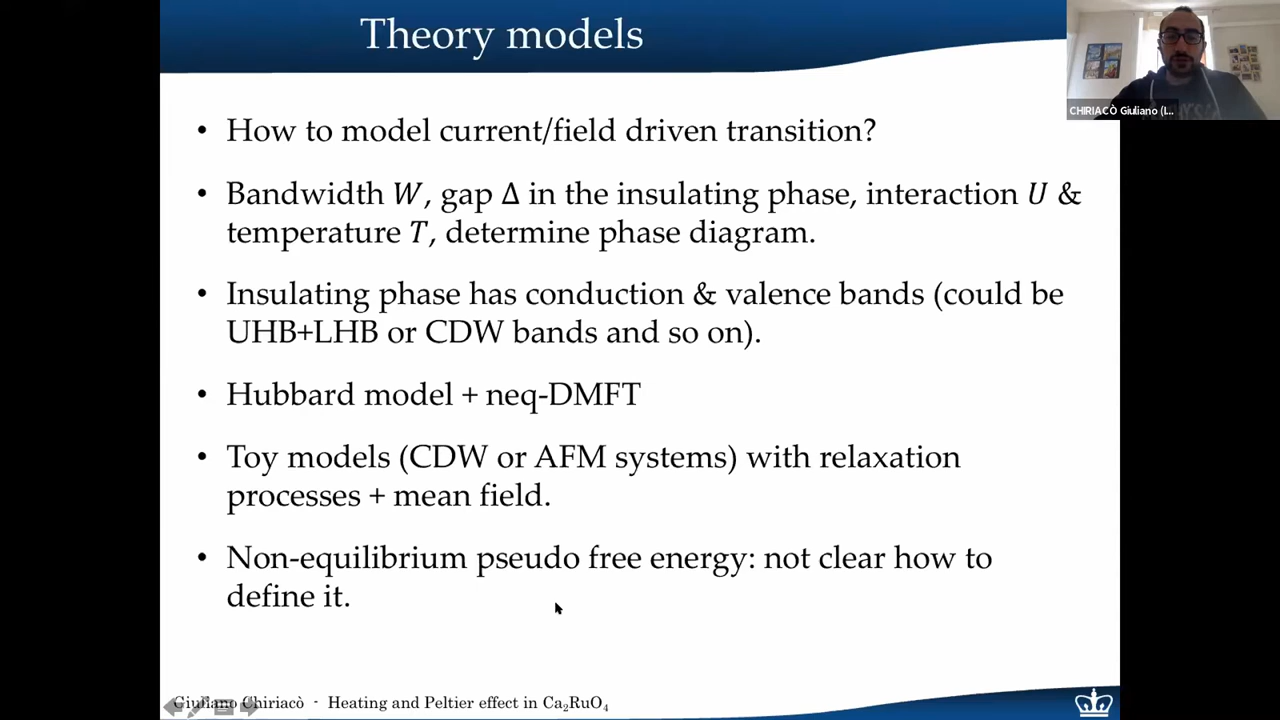 Theory models
CHIRIACÒ Giuliano (I...
• How to model current/field driven transition?
• Bandwidth W, gap Δ in the insulating phase, interaction U &
temperature T, determine phase diagram.
• Insulating phase has conduction & valence bands (could be
UHB+LHB or CDW bands and so on).
• Hubbard model + neq-DMFT
• Toy models (CDW or AFM systems) with relaxation
processes + mean field.
• Non-equilibrium pseudo free energy: not clear how to
define it.
Giuliano Chiriacò - Heating and Peltier effect in Ca₂RuO₄